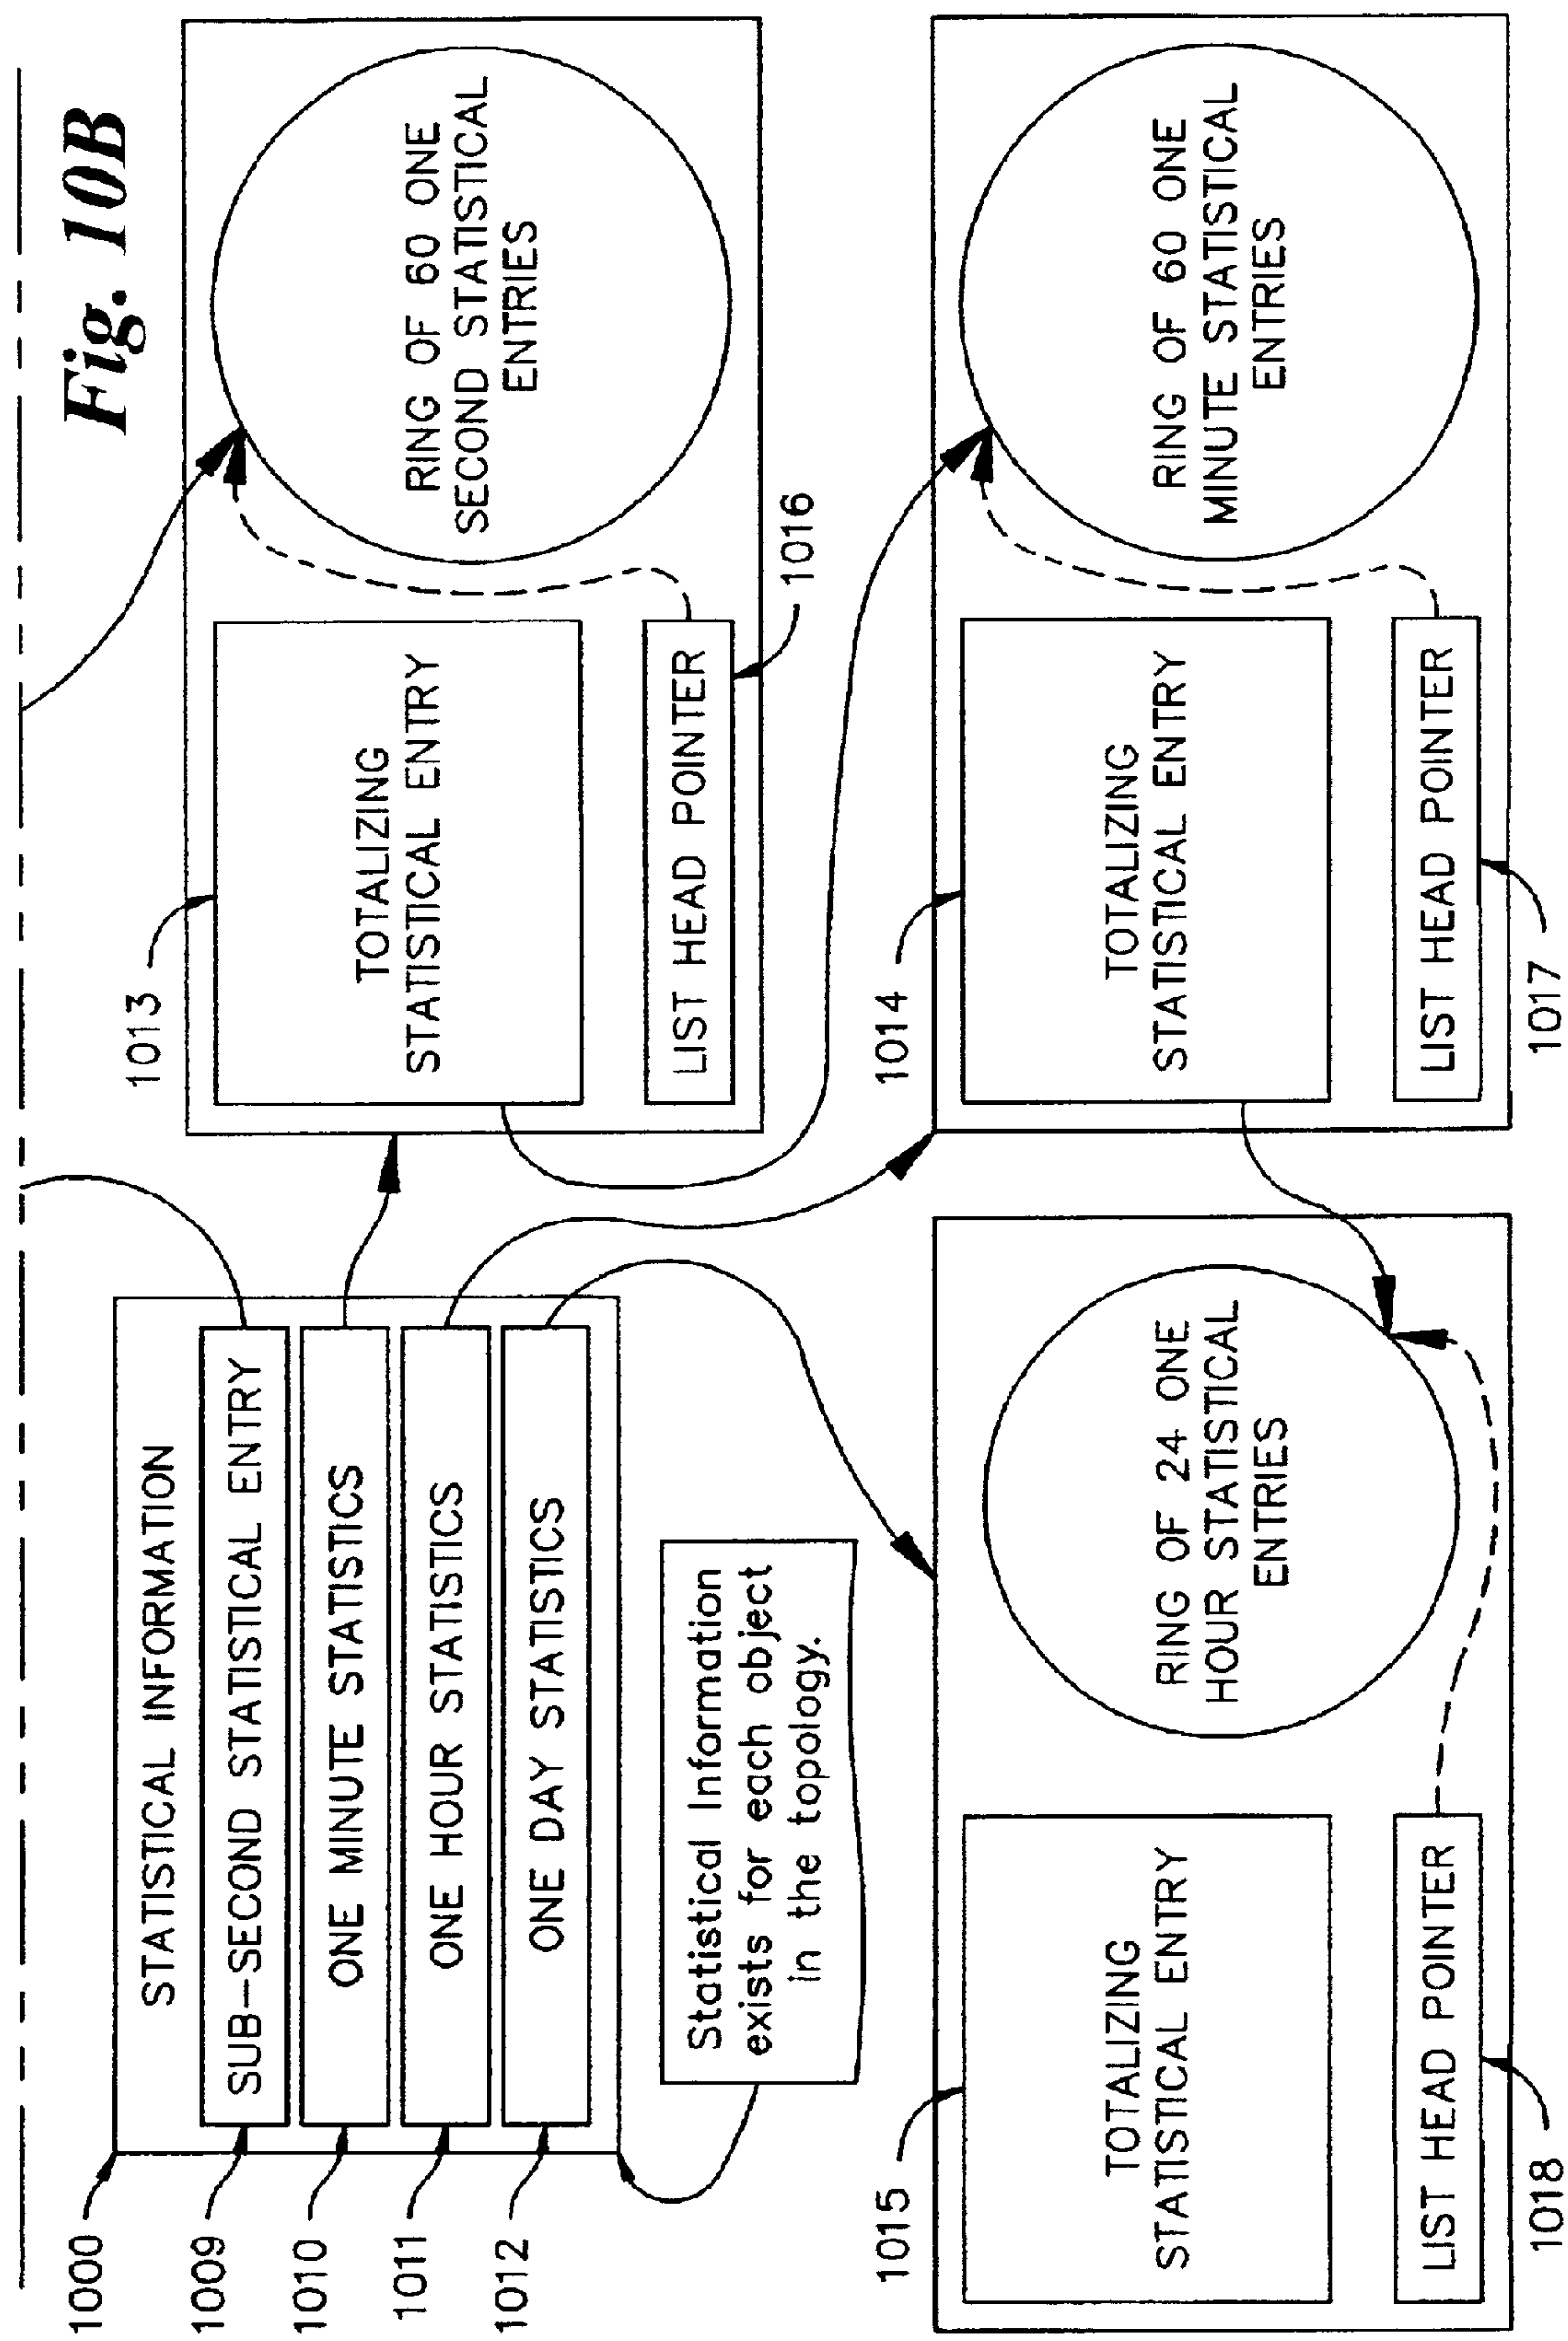 Fig. 10B
1000
STATISTICAL INFORMATION
1009
SUB-SECOND STATISTICAL ENTRY
1010
ONE MINUTE STATISTICS
1011
ONE HOUR STATISTICS
1012
ONE DAY STATISTICS
Statistical Information
exists for each object
in the topology.
1013
TOTALIZING
STATISTICAL ENTRY
LIST HEAD POINTER
1016
RING OF 60 ONE
SECOND STATISTICAL
ENTRIES
1015
TOTALIZING
STATISTICAL ENTRY
LIST HEAD POINTER
1018
RING OF 24 ONE
HOUR STATISTICAL
ENTRIES
1014
TOTALIZING
STATISTICAL ENTRY
LIST HEAD POINTER
1017
RING OF 60 ONE
MINUTE STATISTICAL
ENTRIES